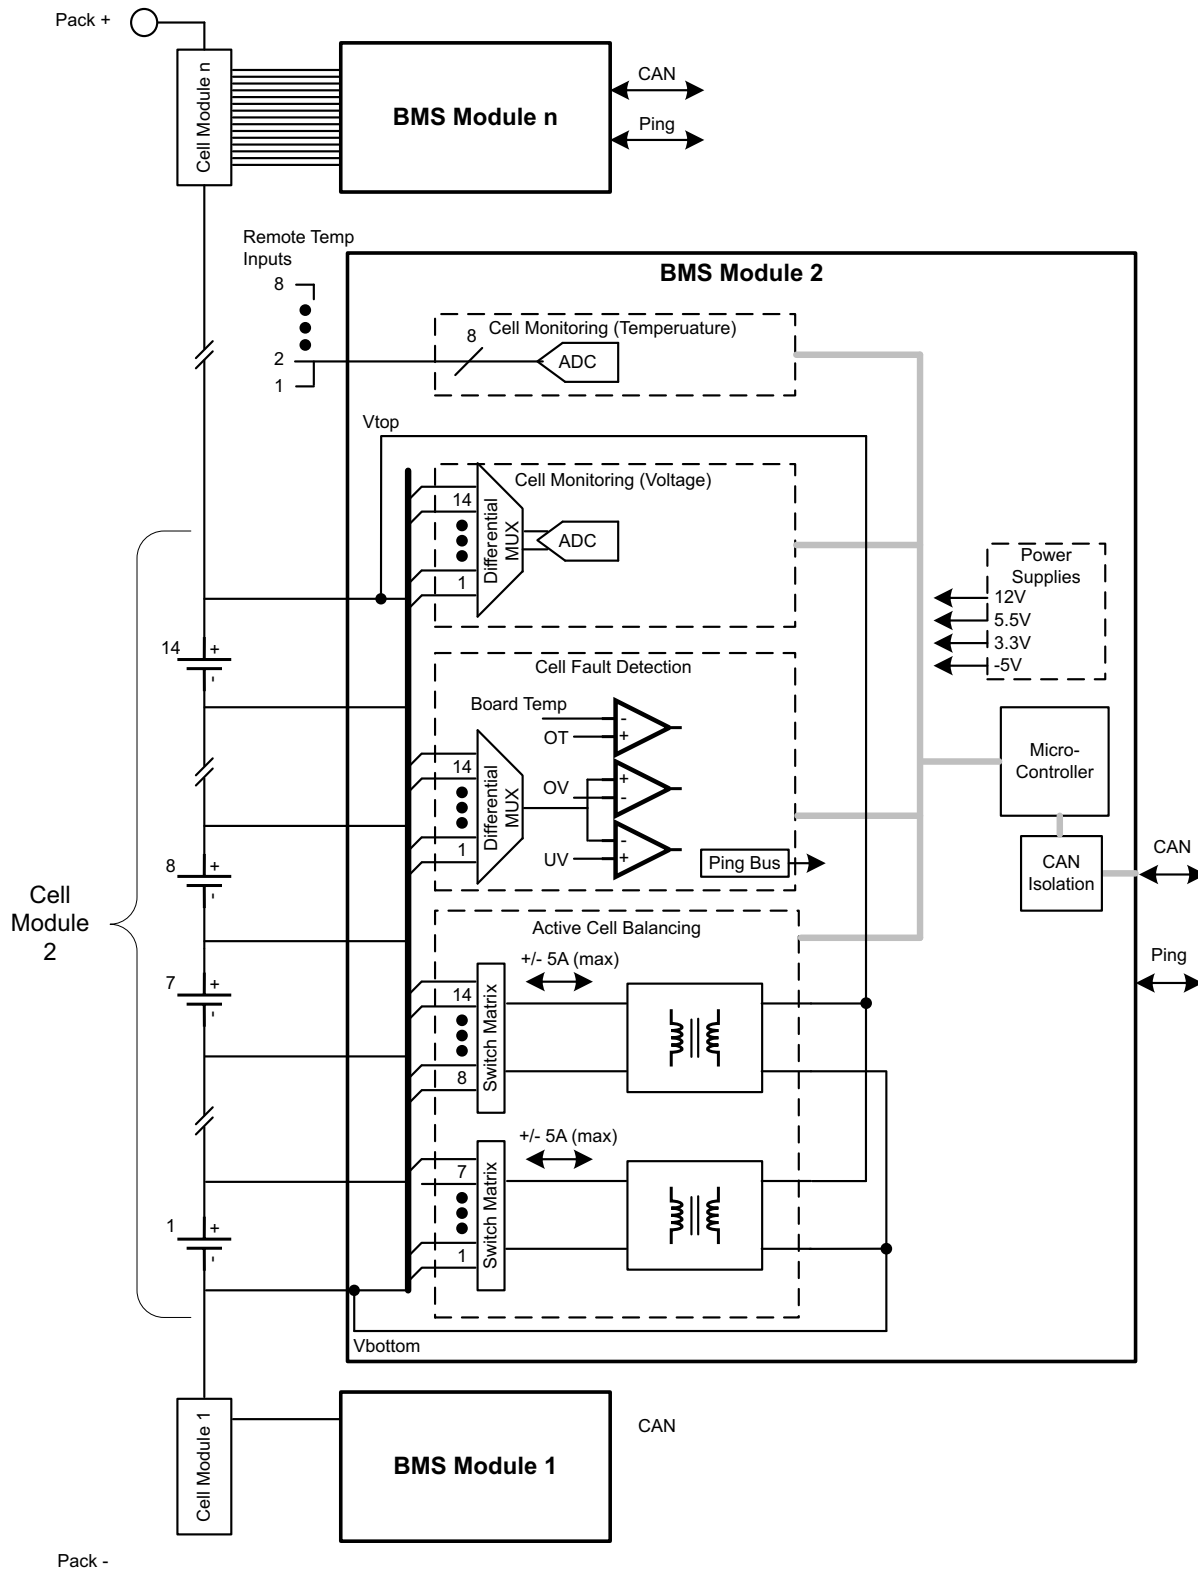 Pack +
Cell Module n
BMS Module n
CAN
Ping
Remote Temp
Inputs
8
2
1
BMS Module 2
Cell Monitoring (Temperuature)
8
ADC
Vtop
Cell Monitoring (Voltage)
14
1
Differential
MUX
ADC
Power
Supplies
12V
5.5V
3.3V
-5V
Cell Fault Detection
Board Temp
OT
-
+
14
1
Differential
MUX
OV
+
-
UV
-
+
Ping Bus
Micro-
Controller
CAN
Isolation
CAN
Ping
Active Cell Balancing
+/- 5A (max)
14
8
Switch Matrix
+/- 5A (max)
7
1
Switch Matrix
Vbottom
Cell
Module
2
14
+
-
8
+
-
7
+
-
1
+
-
Cell Module 1
BMS Module 1
CAN
Pack -